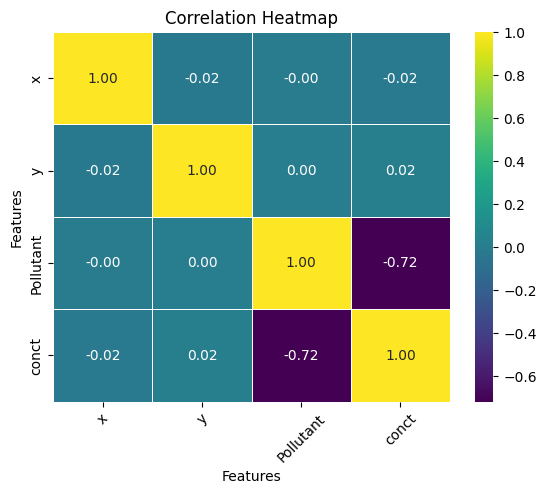 Correlation Heatmap
x 1.00 -0.02 -0.00 -0.02
y -0.02 1.00 0.00 0.02
Pollutant -0.00 0.00 1.00 -0.72
conct -0.02 0.02 -0.72 1.00
Features
x y Pollutant conct
Features
1.0
0.8
0.6
0.4
0.2
0.0
−0.2
−0.4
−0.6